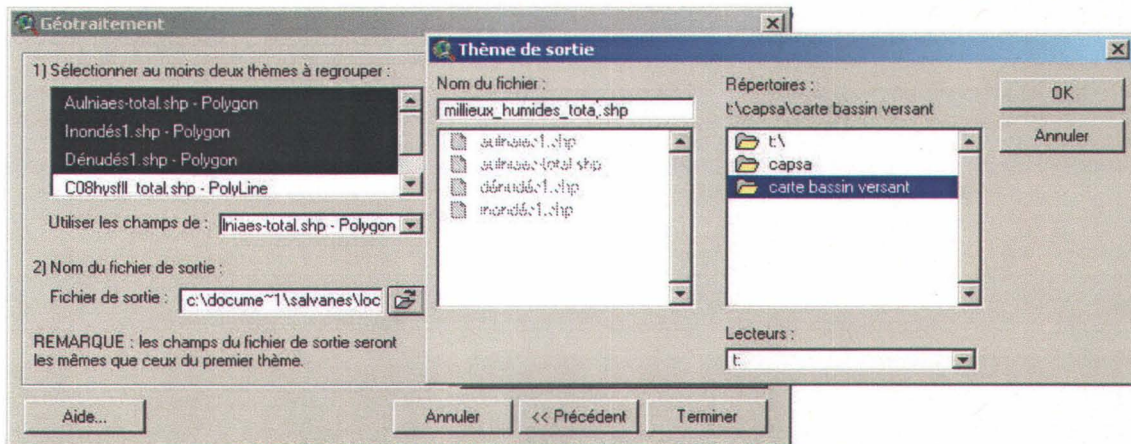 Géotraitement
1) Sélectionner au moins deux thèmes à regrouper :
Aulniaes-total.shp - Polygon
Inondés1.shp - Polygon
Dénudés1.shp - Polygon
C08hysfll_total.shp - PolyLine
Utiliser les champs de :
lniaes-total.shp - Polygon
2) Nom du fichier de sortie :
Fichier de sortie :
c:\docume~1\salvanes\loc
REMARQUE : les champs du fichier de sortie seront
les mêmes que ceux du premier thème.
Aide...
Annuler
<< Précédent
Terminer
Thème de sortie
Nom du fichier :
millieux_humides_tota.shp
aulniaec1.shp
aulniaec-total.shp
dénudés1.shp
inondés1.shp
Répertoires :
t:\capsa\carte bassin versant
t:\
capsa
carte bassin versant
Lecteurs :
t:
OK
Annuler